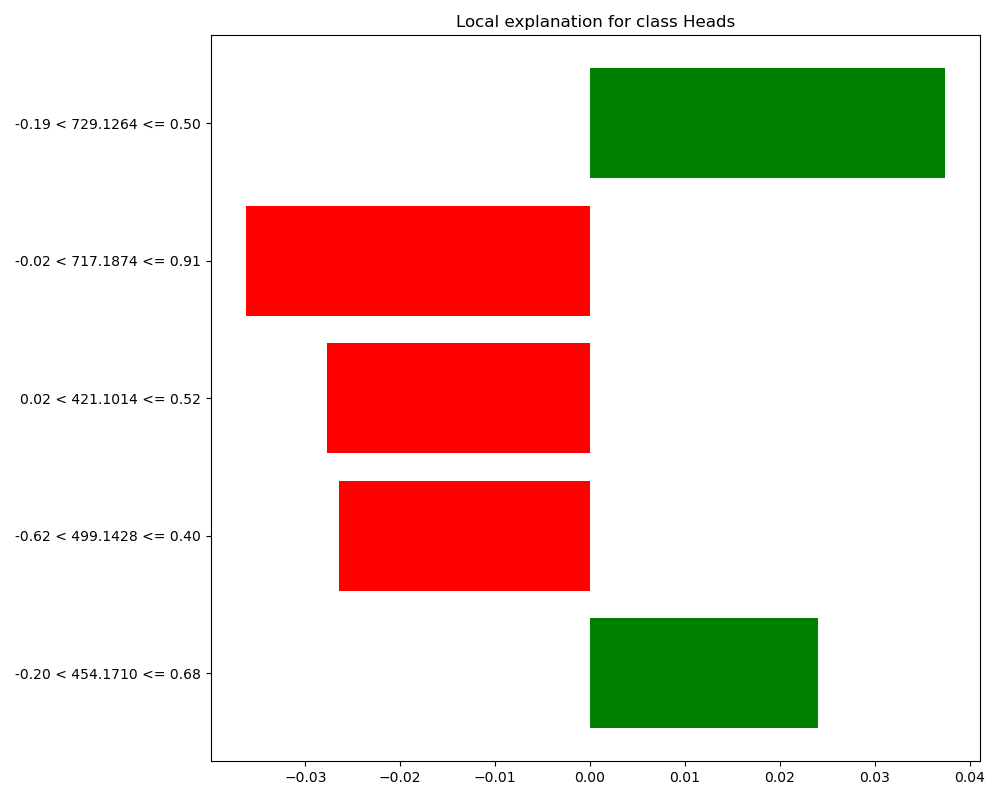 Local explanation for class Heads
-0.19 < 729.1264 <= 0.50
-0.02 < 717.1874 <= 0.91
0.02 < 421.1014 <= 0.52
-0.62 < 499.1428 <= 0.40
-0.20 < 454.1710 <= 0.68
−0.03 −0.02 −0.01 0.00 0.01 0.02 0.03 0.04